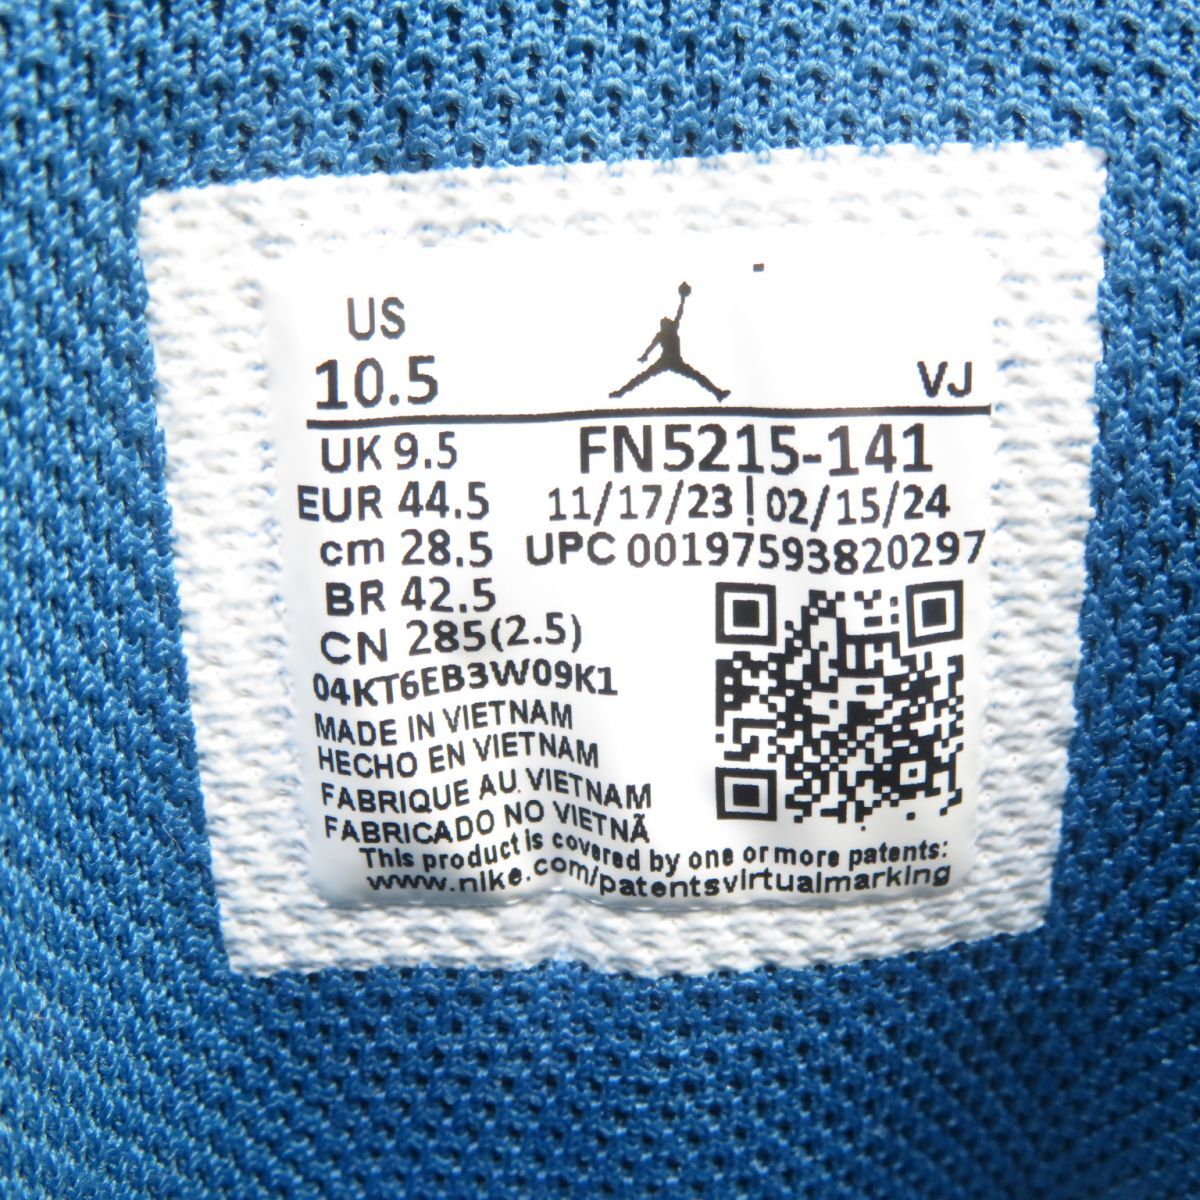 US
10.5
VJ
UK 9.5
FN5215-141
EUR 44.5
11/17/23 | 02/15/24
cm 28.5
UPC 00197593820297
BR 42.5
CN 285(2.5)
04KT6EB3W09K1
MADE IN VIETNAM
HECHO EN VIETNAM
FABRIQUE AU VIETNAM
FABRICADO NO VIETNÃ
This product is covered by one or more patents:
www.nike.com/patentsvirtualmarking